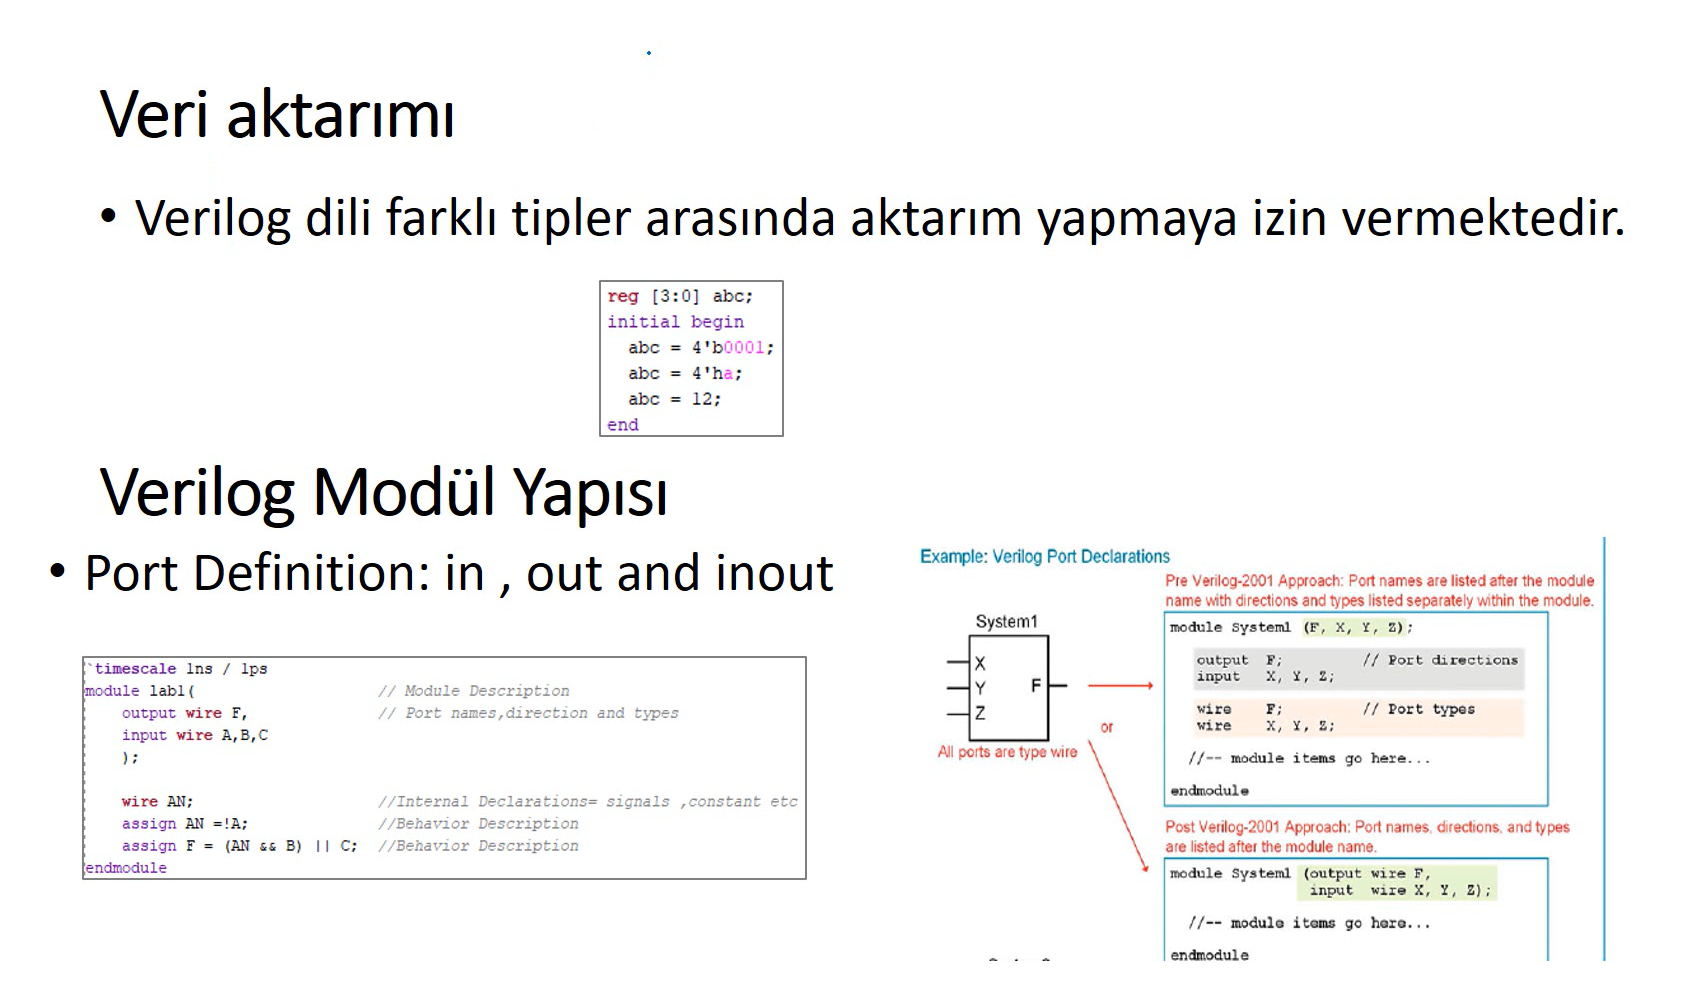 Veri aktarımı
• Verilog dili farklı tipler arasında aktarım yapmaya izin vermektedir.
reg [3:0] abc;
initial begin
abc = 4'b0001;
abc = 4'ha;
abc = 12;
end
Verilog Modül Yapısı
• Port Definition: in , out and inout
`timescale 1ns / 1ps
module lab1( // Module Description
output wire F, // Port names,direction and types
input wire A,B,C
);
wire AN; //Internal Declarations= signals ,constant etc
assign AN =!A; //Behavior Description
assign F = (AN && B) || C; //Behavior Description
endmodule
Example: Verilog Port Declarations
System1
X
Y
Z
F
All ports are type wire
or
Pre Verilog-2001 Approach: Port names are listed after the module
name with directions and types listed separately within the module.
module System1 (F, X, Y, Z);
output F; // Port directions
input X, Y, Z;
wire F; // Port types
wire X, Y, Z;
//-- module items go here...
endmodule
Post Verilog-2001 Approach: Port names, directions, and types
are listed after the module name.
module System1 (output wire F,
input wire X, Y, Z);
//-- module items go here...
endmodule